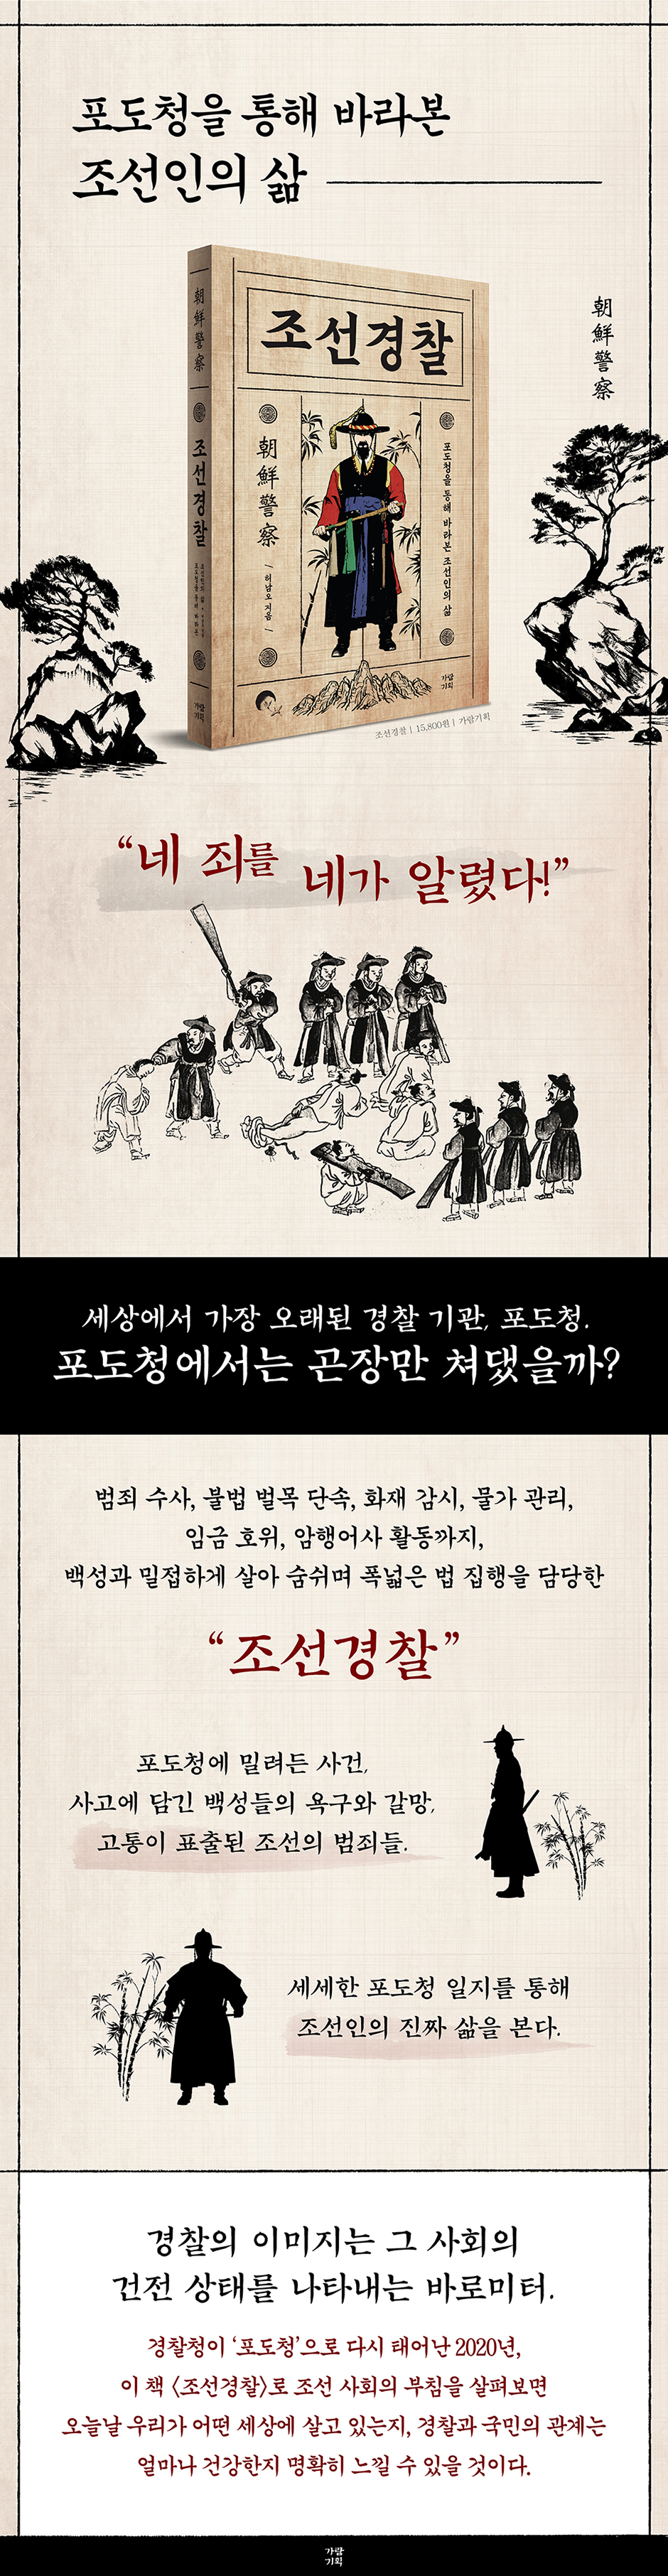 포도청을 통해 바라본
조선인의 삶
朝鮮警察
조선경찰
가람
기획
조선경찰
朝鮮警察
허남오 지음
포도청을 통해 바라본 조선인의 삶
가람
기획
조선경찰 | 15,800원 | 가람기획
朝鮮警察
“네 죄를 네가 알렸다!”
세상에서 가장 오래된 경찰 기관, 포도청.
포도청에서는 곤장만 쳐댔을까?
범죄 수사, 불법 벌목 단속, 화재 감시, 물가 관리,
임금 호위, 암행어사 활동까지,
백성과 밀접하게 살아 숨쉬며 폭넓은 법 집행을 담당한
“조선경찰”
포도청에 밀려든 사건,
사고에 담긴 백성들의 욕구와 갈망,
고통이 표출된 조선의 범죄들.
세세한 포도청 일지를 통해
조선인의 진짜 삶을 본다.
경찰의 이미지는 그 사회의
건전 상태를 나타내는 바로미터.
경찰청이 ‘포도청’으로 다시 태어난 2020년,
이 책 〈조선경찰〉로 조선 사회의 부침을 살펴보면
오늘날 우리가 어떤 세상에 살고 있는지, 경찰과 국민의 관계는
얼마나 건강한지 명확히 느낄 수 있을 것이다.
가람
기획